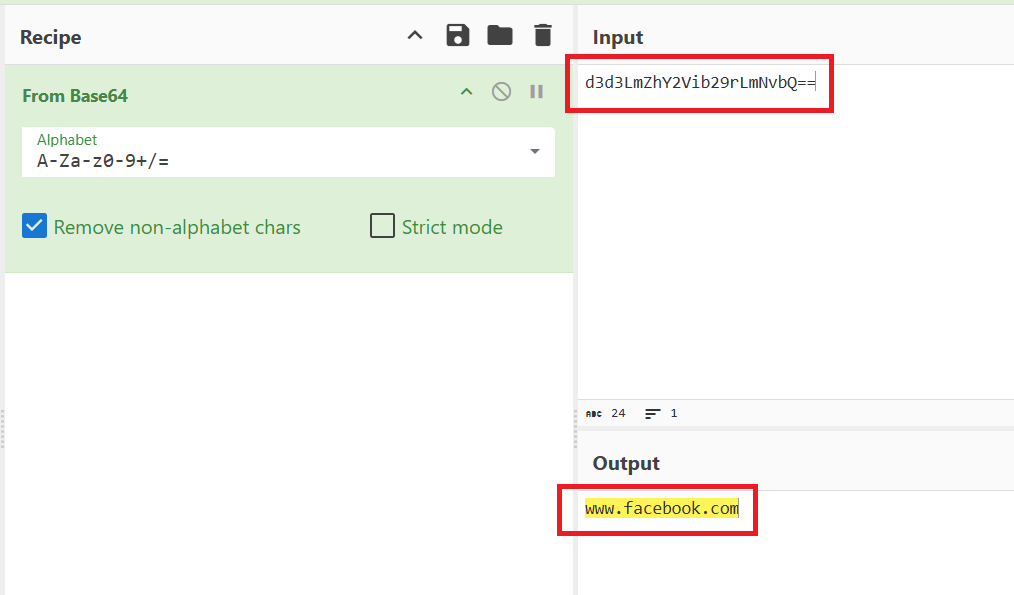 Recipe
From Base64
Alphabet
A-Za-z0-9+/=
Remove non-alphabet chars
Strict mode
Input
d3d3LmZhY2Vib29rLmNvbQ==
ABC 24 1
Output
www.facebook.com